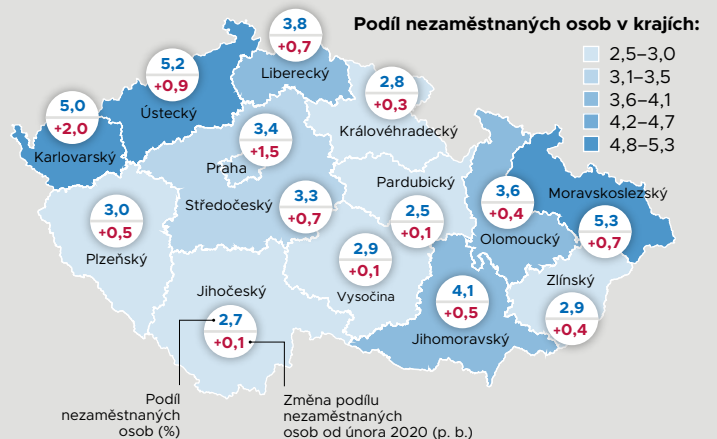 Podíl nezaměstnaných osob v krajích:
2,5–3,0
3,1–3,5
3,6–4,1
4,2–4,7
4,8–5,3
3,8
+0,7
Liberecký
5,2
+0,9
Ústecký
2,8
+0,3
Královéhradecký
5,0
+2,0
Karlovarský
3,4
+1,5
Praha
3,3
+0,7
Středočeský
Pardubický
2,5
+0,1
3,6
+0,4
Olomoucký
Moravskoslezský
5,3
+0,7
3,0
+0,5
Plzeňský
2,9
+0,1
Vysočina
Zlínský
2,9
+0,4
Jihočeský
2,7
+0,1
4,1
+0,5
Jihomoravský
Podíl
nezaměstnaných
osob (%)
Změna podílu
nezaměstnaných
osob od února 2020 (p. b.)